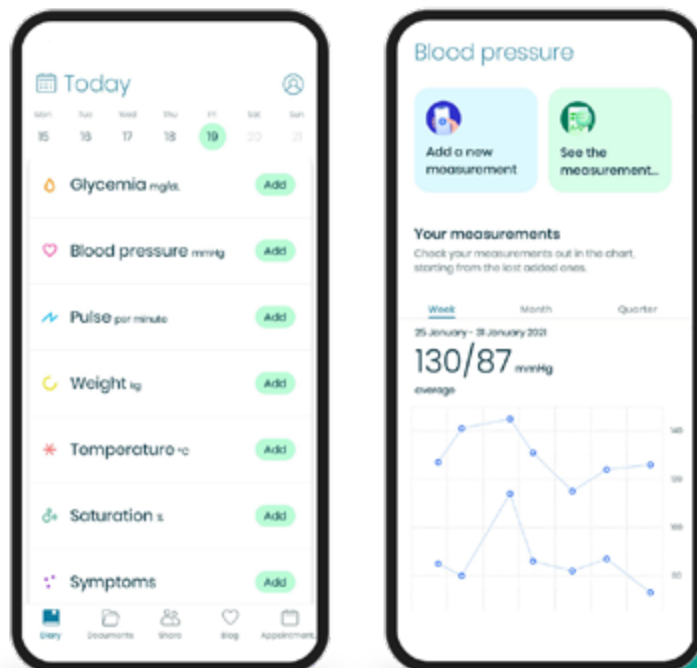 Today
Mon Tue Wed Thu Fri Sat Sun
15 16 17 18 19 20 21
Glycemia mg/dL Add
Blood pressure mmHg Add
Pulse per minute Add
Weight kg Add
Temperature °C Add
Saturation % Add
Symptoms Add
Diary Documents Share Blog Appointment
Blood pressure
Add a new
measurement
See the
measurement...
Your measurements
Check your measurements out in the chart,
starting from the last added ones.
Week Month Quarter
25 January - 31 January 2021
130/87 mmHg
average
140
120
100
80